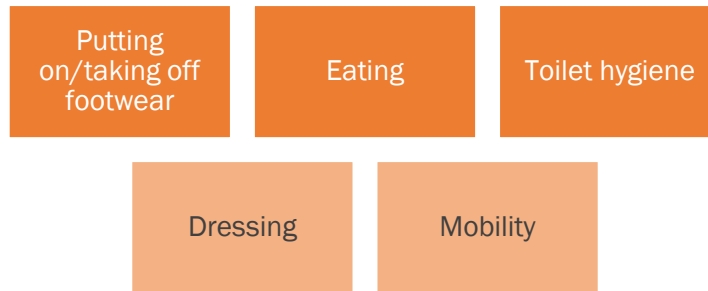 Putting
on/taking off
footwear
Eating
Toilet hygiene
Dressing
Mobility